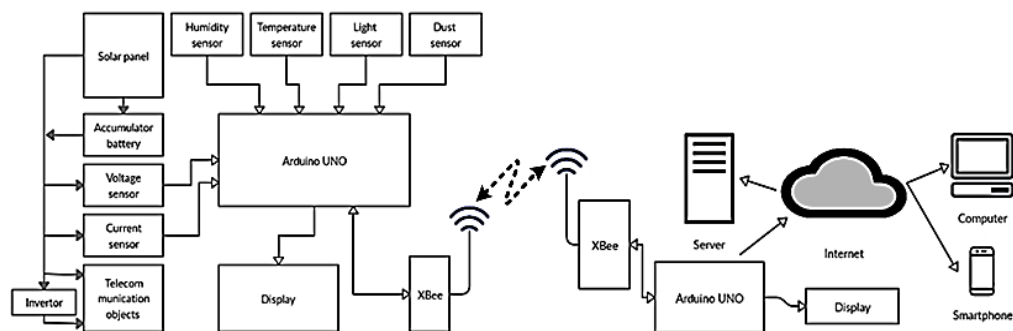 Solar panel
Humidity
sensor
Temperature
sensor
Light
sensor
Dust
sensor
Accumulator
battery
Voltage
sensor
Current
sensor
Invertor
Telecom
munication
objects
Arduino UNO
Display
XBee
XBee
Arduino UNO
Display
Server
Internet
Computer
Smartphone